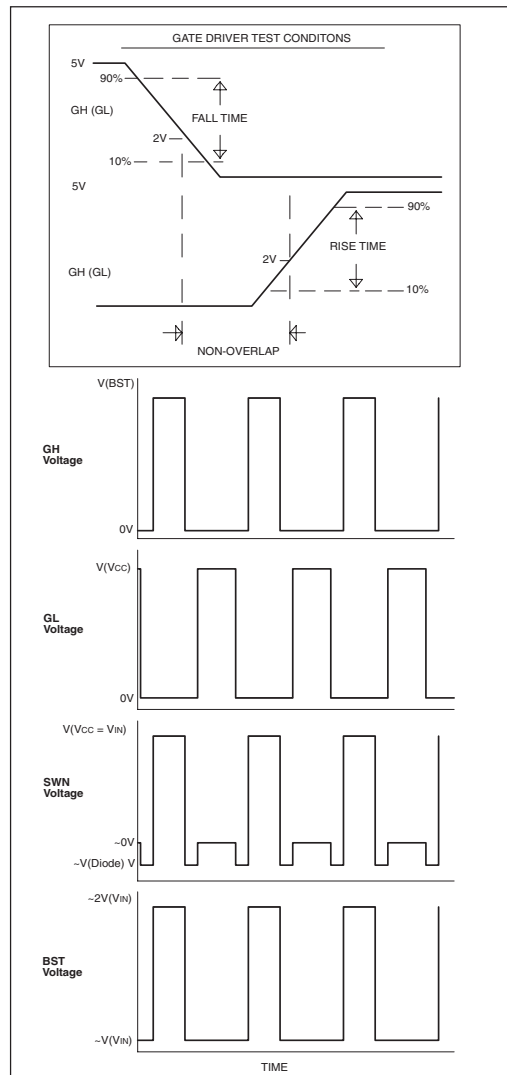 GATE DRIVER TEST CONDITONS
5V
90%
GH (GL)
FALL TIME
2V
10%
5V
90%
GH (GL)
2V
RISE TIME
10%
NON-OVERLAP
V(BST)
GH
Voltage
0V
V(VCC)
GL
Voltage
0V
V(VCC = VIN)
SWN
Voltage
~0V
~V(Diode) V
~2V(VIN)
BST
Voltage
~V(VIN)
TIME